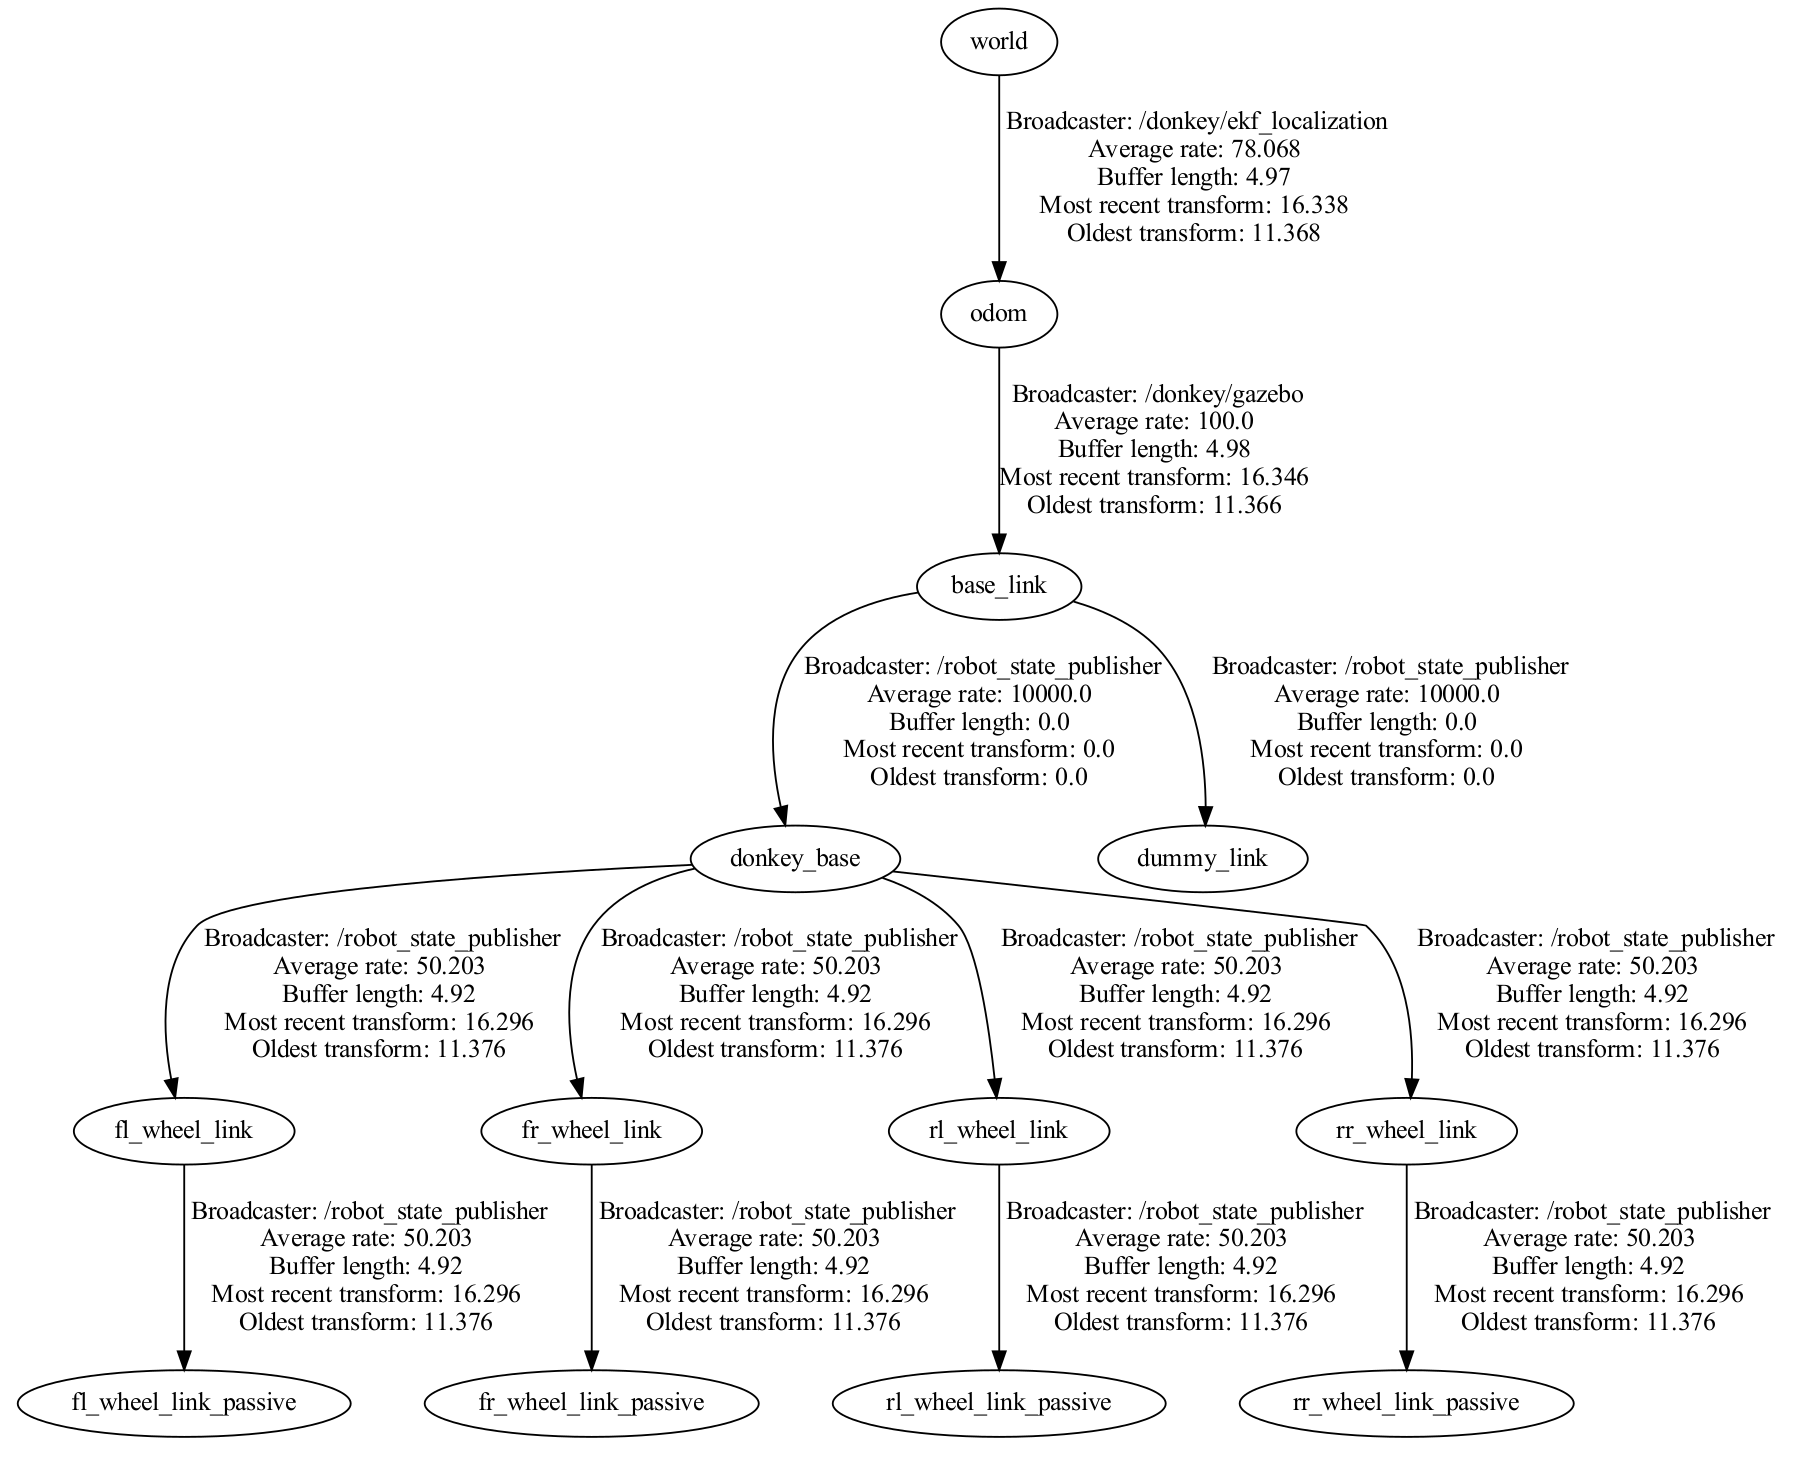 world
Broadcaster: /donkey/ekf_localization
Average rate: 78.068
Buffer length: 4.97
Most recent transform: 16.338
Oldest transform: 11.368
odom
Broadcaster: /donkey/gazebo
Average rate: 100.0
Buffer length: 4.98
Most recent transform: 16.346
Oldest transform: 11.366
base_link
Broadcaster: /robot_state_publisher
Average rate: 10000.0
Buffer length: 0.0
Most recent transform: 0.0
Oldest transform: 0.0
Broadcaster: /robot_state_publisher
Average rate: 10000.0
Buffer length: 0.0
Most recent transform: 0.0
Oldest transform: 0.0
donkey_base
dummy_link
Broadcaster: /robot_state_publisher
Average rate: 50.203
Buffer length: 4.92
Most recent transform: 16.296
Oldest transform: 11.376
Broadcaster: /robot_state_publisher
Average rate: 50.203
Buffer length: 4.92
Most recent transform: 16.296
Oldest transform: 11.376
Broadcaster: /robot_state_publisher
Average rate: 50.203
Buffer length: 4.92
Most recent transform: 16.296
Oldest transform: 11.376
Broadcaster: /robot_state_publisher
Average rate: 50.203
Buffer length: 4.92
Most recent transform: 16.296
Oldest transform: 11.376
fl_wheel_link
fr_wheel_link
rl_wheel_link
rr_wheel_link
Broadcaster: /robot_state_publisher
Average rate: 50.203
Buffer length: 4.92
Most recent transform: 16.296
Oldest transform: 11.376
Broadcaster: /robot_state_publisher
Average rate: 50.203
Buffer length: 4.92
Most recent transform: 16.296
Oldest transform: 11.376
Broadcaster: /robot_state_publisher
Average rate: 50.203
Buffer length: 4.92
Most recent transform: 16.296
Oldest transform: 11.376
Broadcaster: /robot_state_publisher
Average rate: 50.203
Buffer length: 4.92
Most recent transform: 16.296
Oldest transform: 11.376
fl_wheel_link_passive
fr_wheel_link_passive
rl_wheel_link_passive
rr_wheel_link_passive